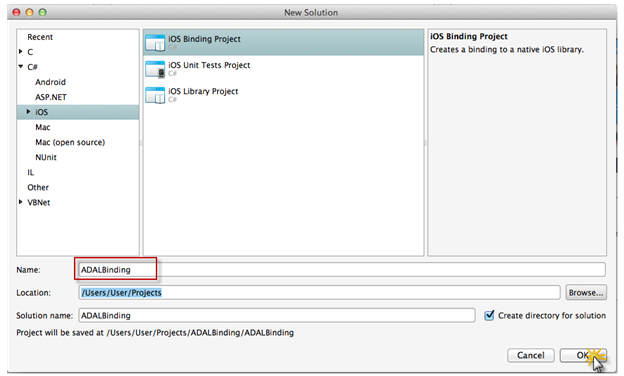 New Solution
Recent
C
C#
Android
ASP.NET
iOS
Mac
Mac (open source)
NUnit
IL
Other
VBNet
iOS Binding Project
C#
iOS Unit Tests Project
C#
iOS Library Project
C#
iOS Binding Project
Creates a binding to a native iOS library.
Name: ADALBinding
Location: /Users/User/Projects Browse...
Solution name: ADALBinding Create directory for solution
Project will be saved at /Users/User/Projects/ADALBinding/ADALBinding
Cancel OK